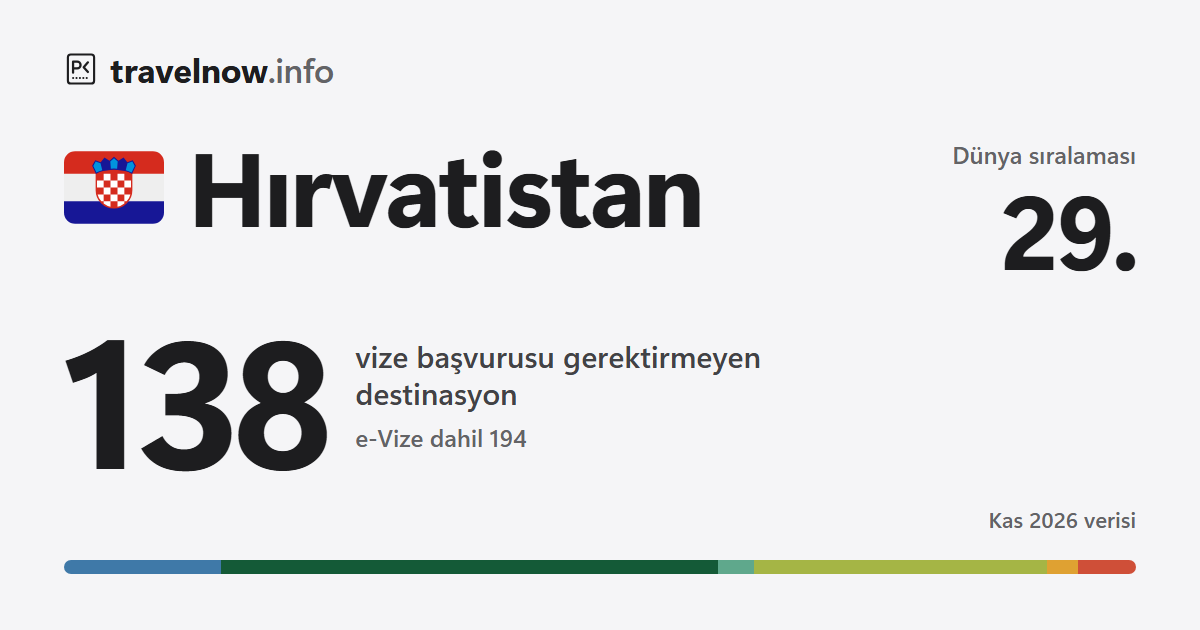 travelnow.info
Hırvatistan
Dünya sıralaması
29.
138
vize başvurusu gerektirmeyen
destinasyon
e-Vize dahil 194
Kas 2026 verisi